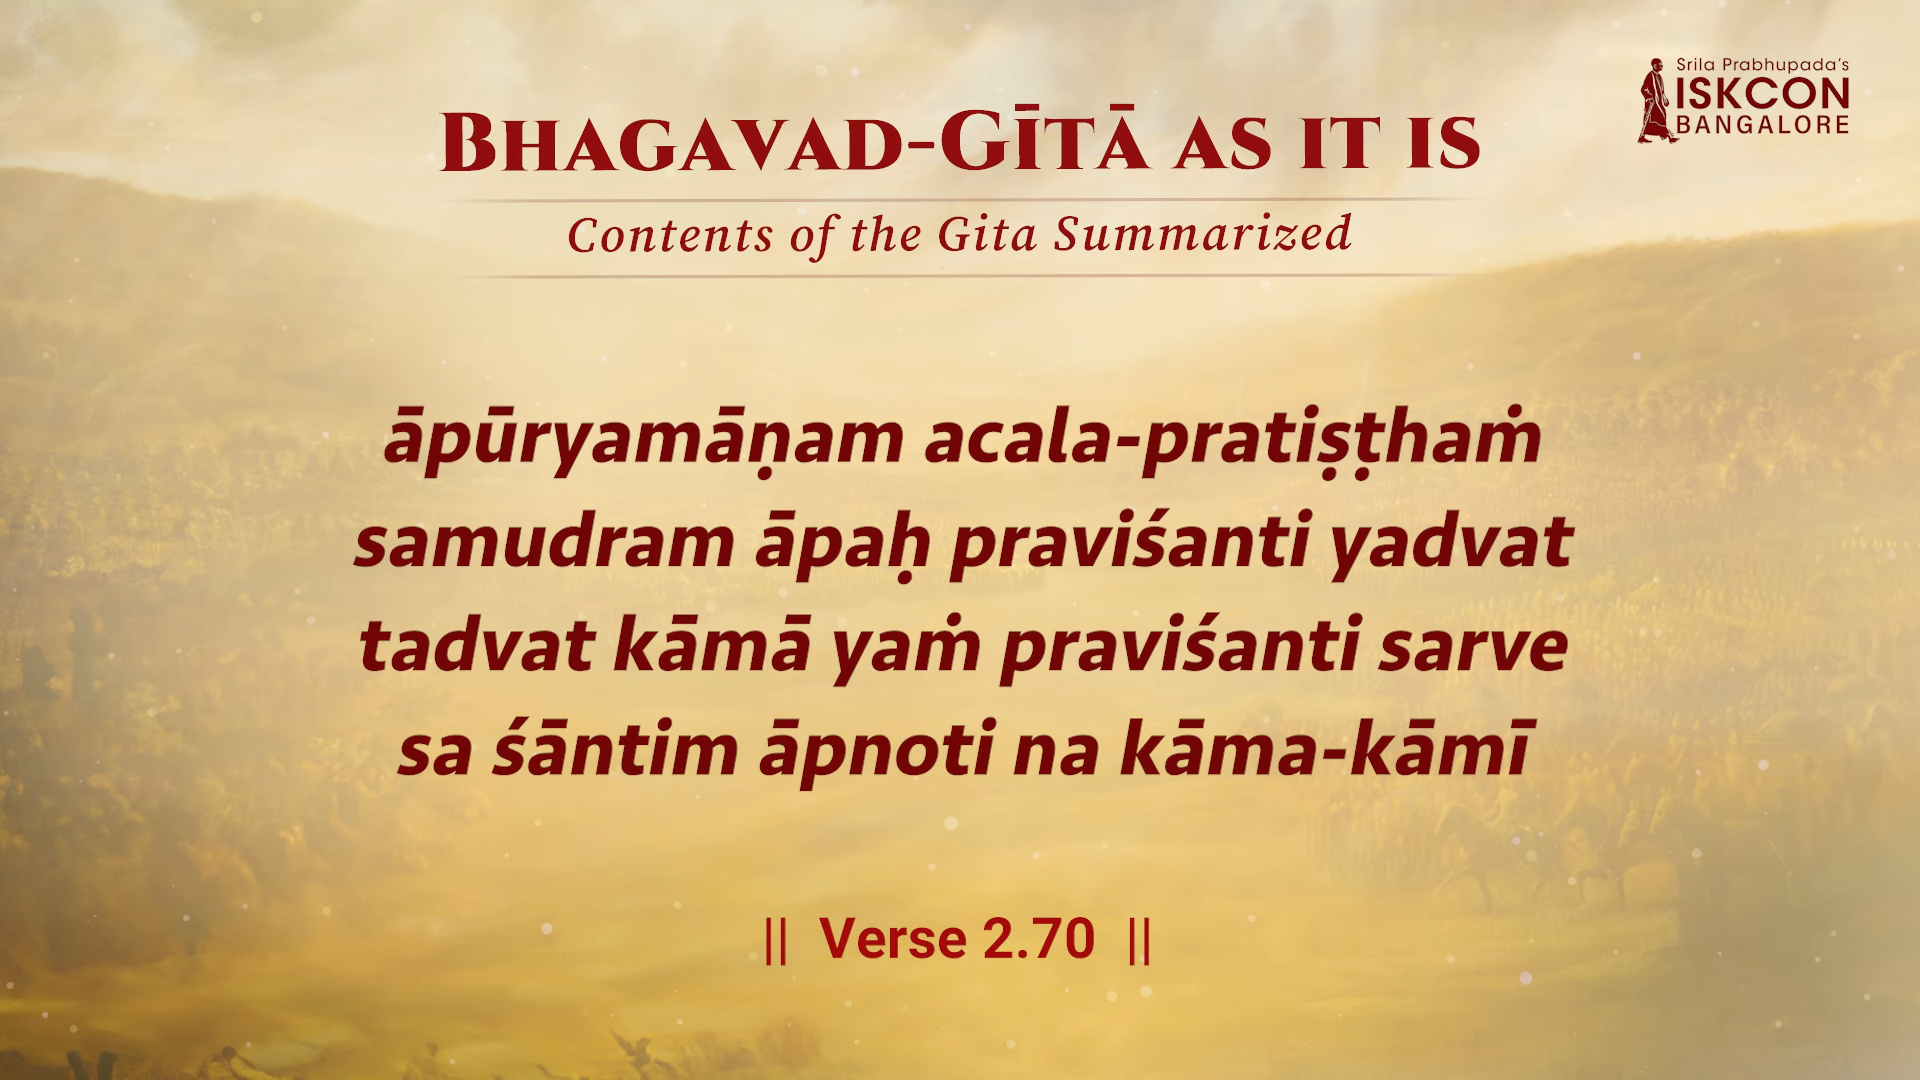 Srila Prabhupada's
ISKCON
BANGALORE
BHAGAVAD-GĪTĀ AS IT IS
Contents of the Gita Summarized
āpūryamāṇam acala-pratiṣṭhaṁ
samudram āpaḥ praviśanti yadvat
tadvat kāmā yaṁ praviśanti sarve
sa śāntim āpnoti na kāma-kāmī
|| Verse 2.70 ||